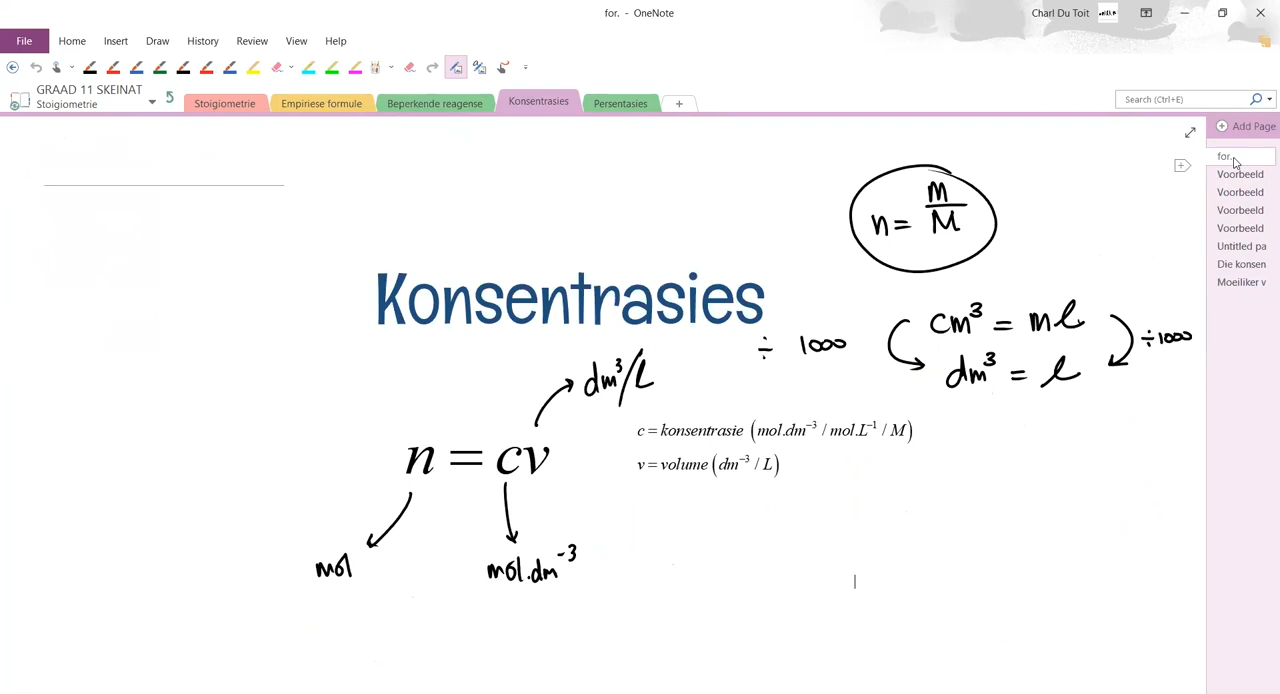 for. - OneNote
Charl Du Toit
File Home Insert Draw History Review View Help
GRAAD 11 SKEINAT
Stoigiometrie
Stoigiometrie Empiriese formule Beperkende reagense Konsentrasies Persentasies +
Search (Ctrl+E)
Add Page
for.
Voorbeeld
Voorbeeld
Voorbeeld
Voorbeeld
Untitled pa
Die konsen
Moeiliker v
n = m/M
Konsentrasies
÷ 1000
cm³ = ml
÷1000
dm³ = l
dm³/L
c = konsentrasie (mol.dm⁻³ / mol.L⁻¹ / M)
n = cv
v = volume (dm⁻³ / L)
mol
mol.dm⁻³